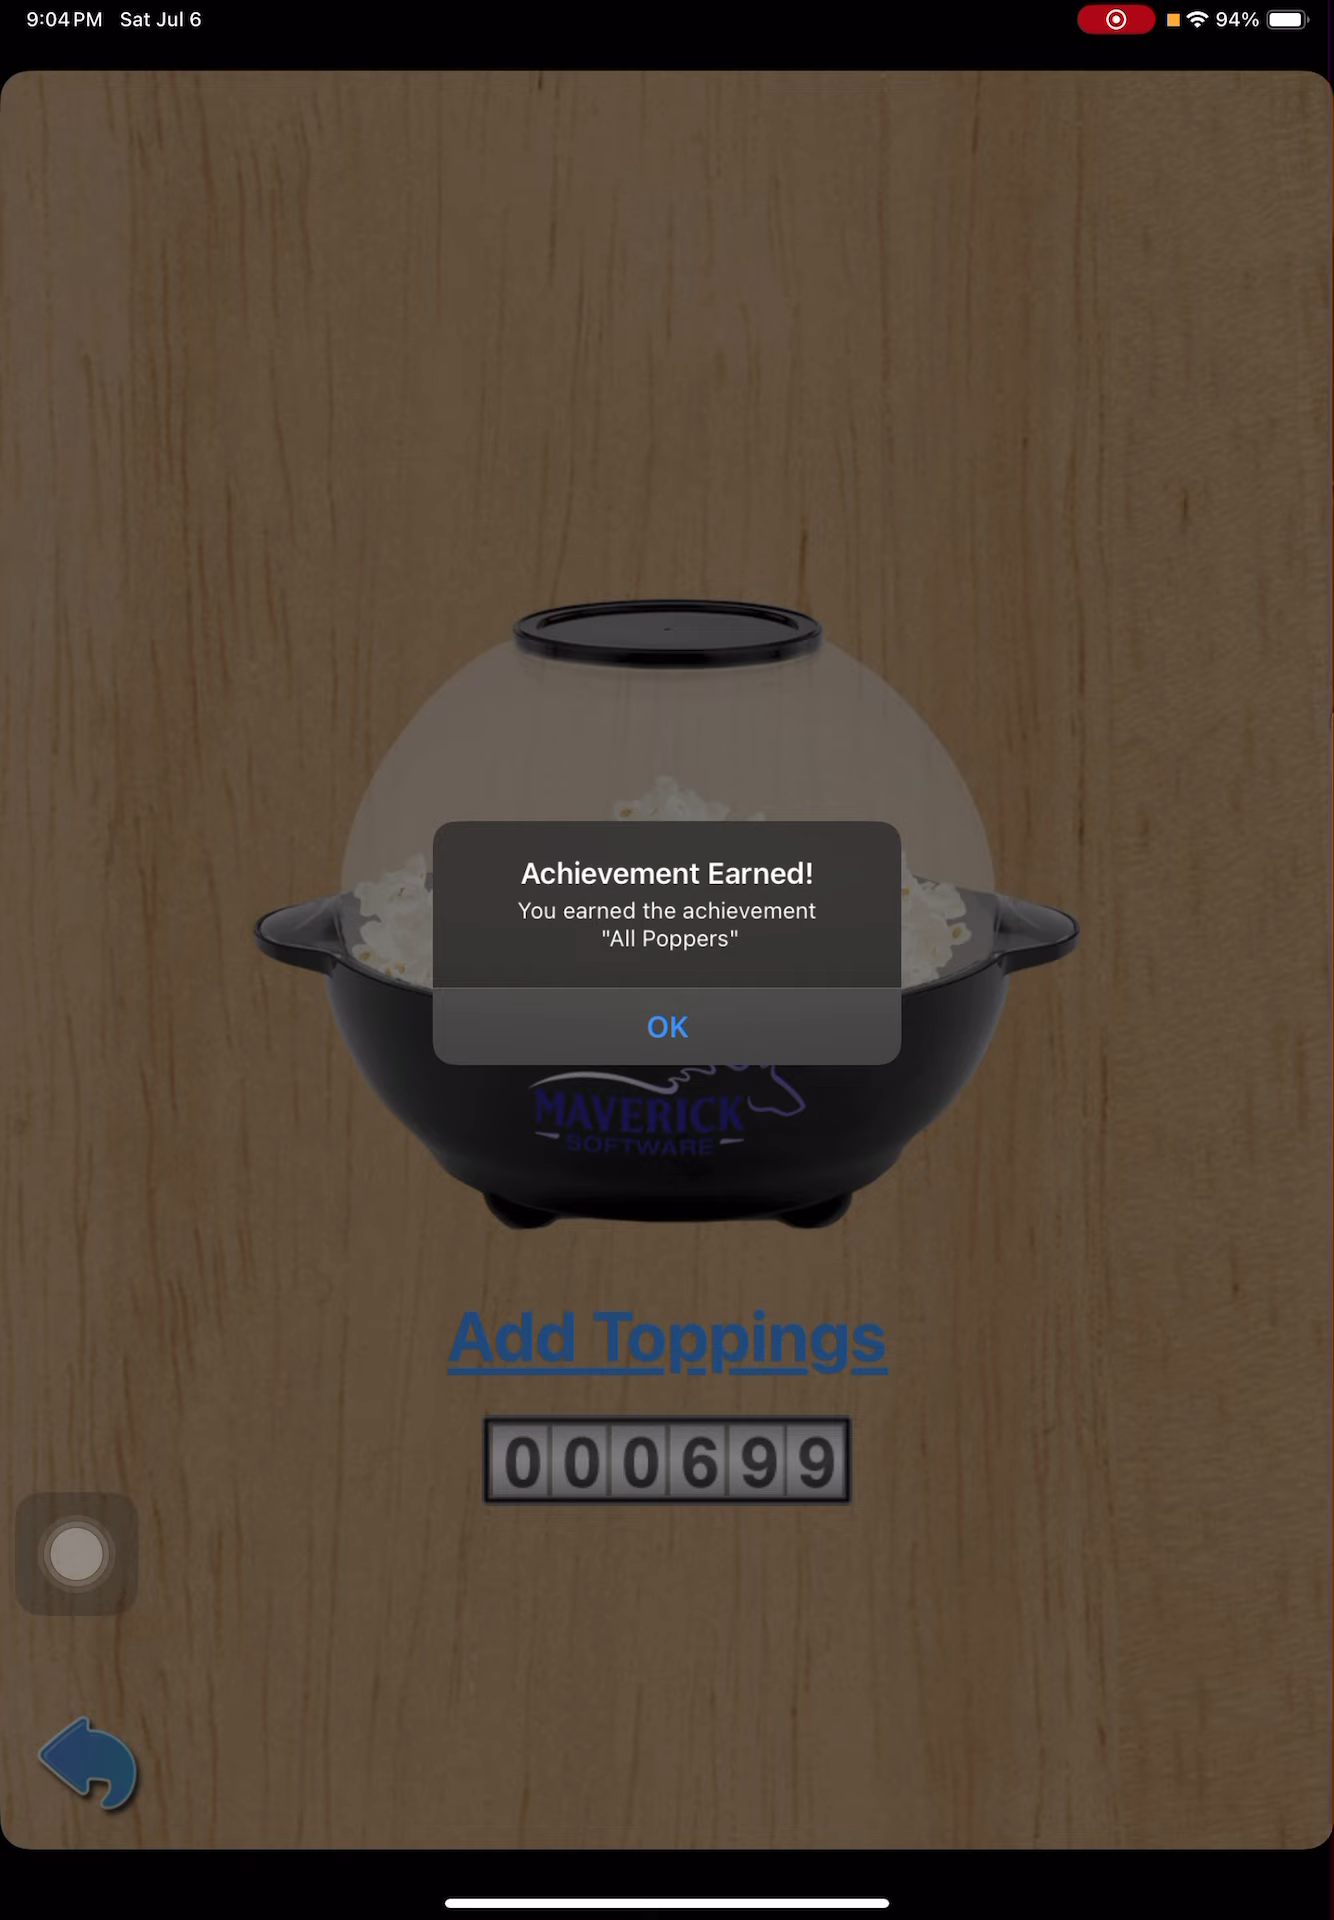 9:04 PM Sat Jul 6
94%
Achievement Earned!
You earned the achievement
"All Poppers"
OK
MAVERICK
SOFTWARE
Add Toppings
000699